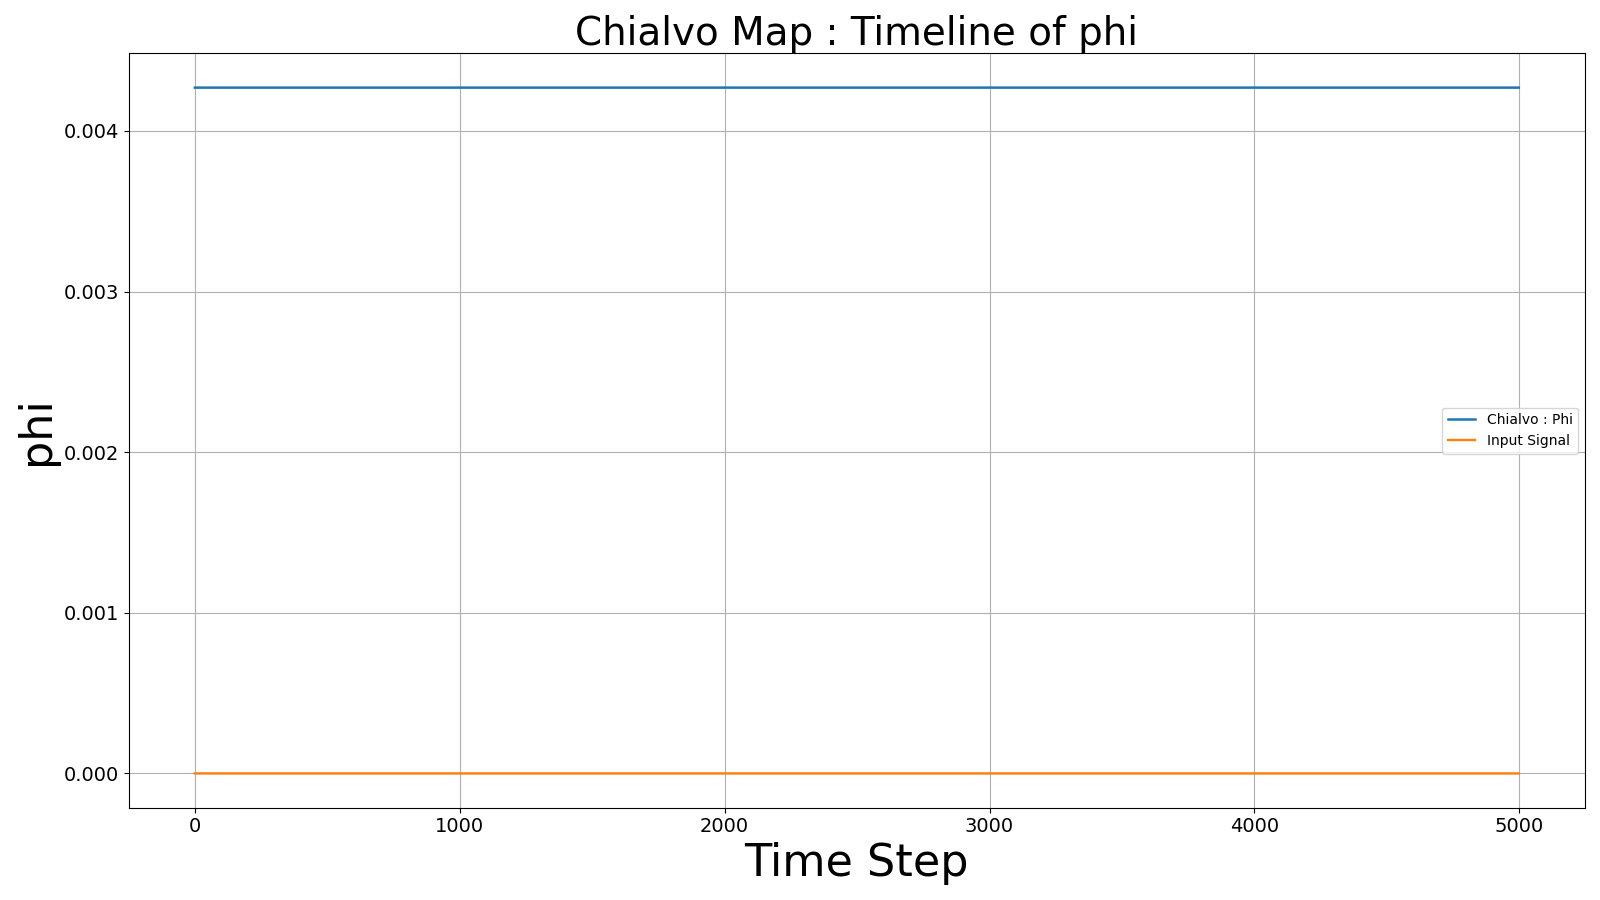 Chialvo Map : Timeline of phi
phi
0.004
0.003
0.002
0.001
0.000
Chialvo : Phi
Input Signal
0 1000 2000 3000 4000 5000
Time Step